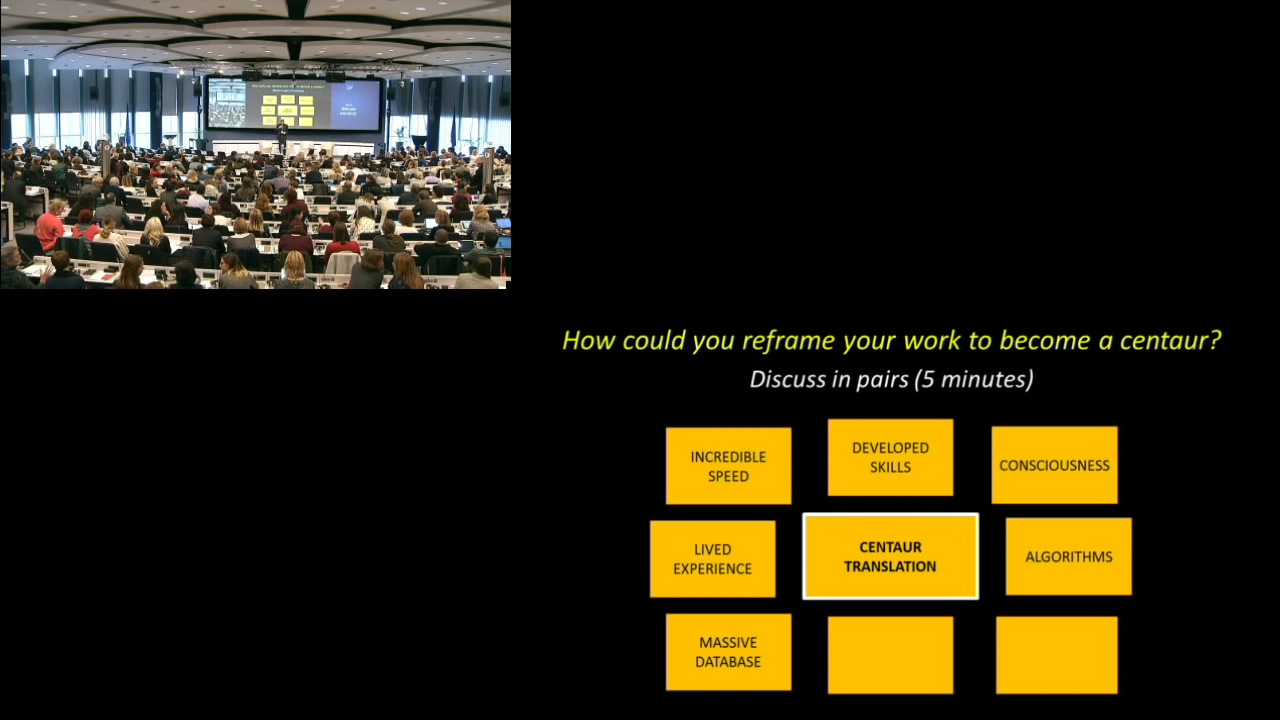 How could you reframe your work to become a centaur?
Discuss in pairs (5 minutes)
INCREDIBLE
SPEED
DEVELOPED
SKILLS
CONSCIOUSNESS
LIVED
EXPERIENCE
CENTAUR
TRANSLATION
ALGORITHMS
MASSIVE
DATABASE